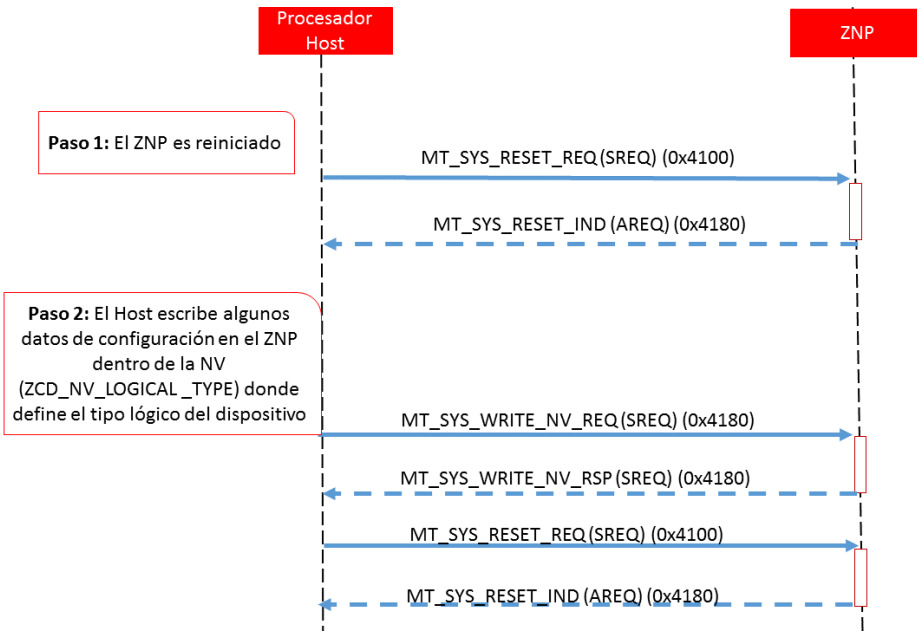 Procesador
Host
ZNP
Paso 1: El ZNP es reiniciado
MT_SYS_RESET_REQ (SREQ) (0x4100)
MT_SYS_RESET_IND (AREQ) (0x4180)
Paso 2: El Host escribe algunos
datos de configuración en el ZNP
dentro de la NV
(ZCD_NV_LOGICAL _TYPE) donde
define el tipo lógico del dispositivo
MT_SYS_WRITE_NV_REQ (SREQ) (0x4180)
MT_SYS_WRITE_NV_RSP (SREQ) (0x4180)
MT_SYS_RESET_REQ (SREQ) (0x4100)
MT_SYS_RESET_IND (AREQ) (0x4180)